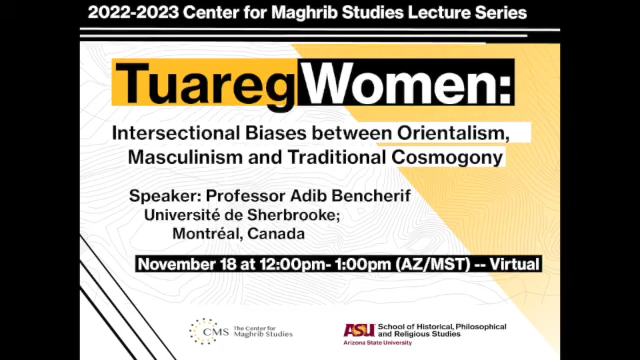 2022-2023 Center for Maghrib Studies Lecture Series
Tuareg Women:
Intersectional Biases between Orientalism,
Masculinism and Traditional Cosmogony
Speaker: Professor Adib Bencherif
Université de Sherbrooke;
Montréal, Canada
November 18 at 12:00pm- 1:00pm (AZ/MST) -- Virtual
CMS
The Center for
Maghrib Studies
ASU
School of Historical, Philosophical
and Religious Studies
Arizona State University